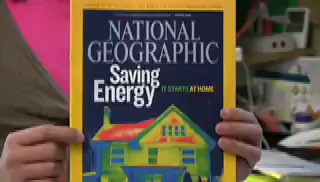 NATIONAL
GEOGRAPHIC
Saving
Energy IT STARTS AT HOME